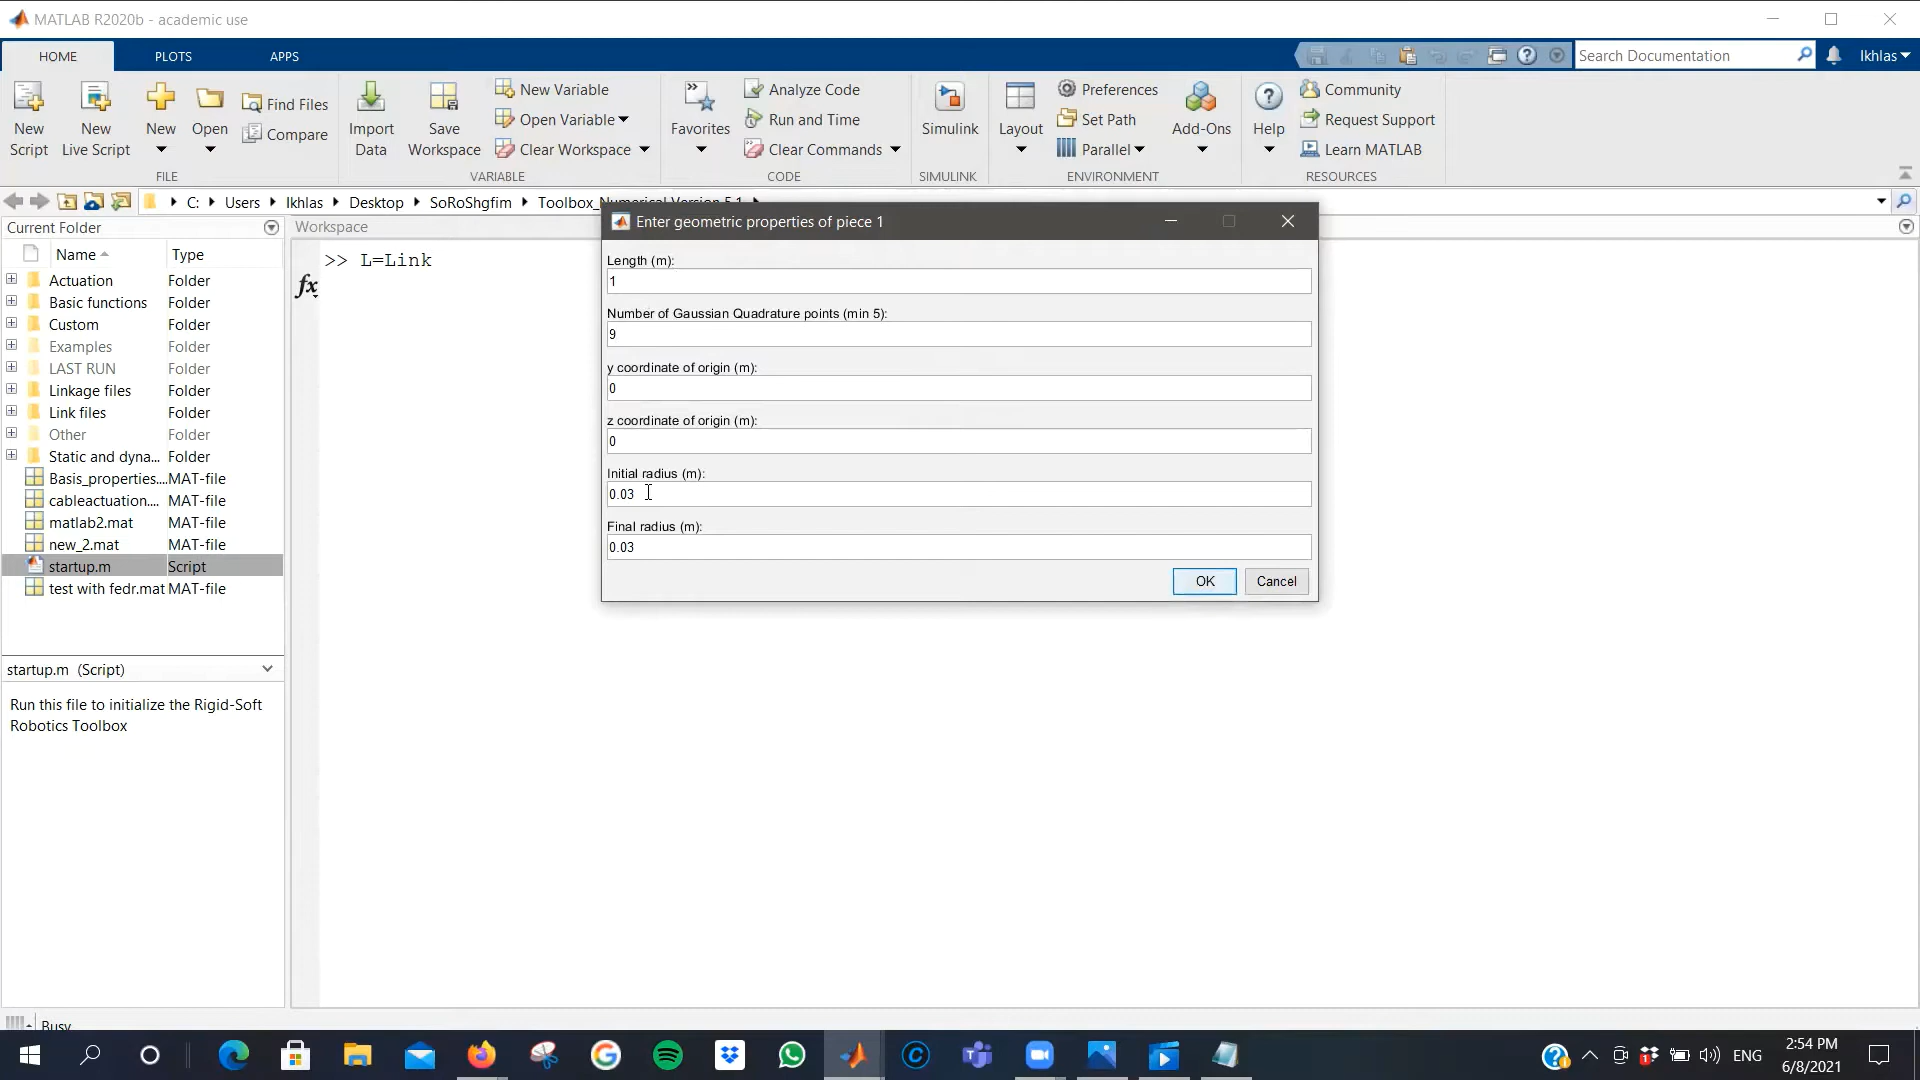 MATLAB R2020b - academic use
HOME PLOTS APPS
Search Documentation
Ikhlas
New Script
New Live Script
New
Open
Find Files
Compare
FILE
Import Data
Save Workspace
New Variable
Open Variable
Clear Workspace
VARIABLE
Favorites
Analyze Code
Run and Time
Clear Commands
CODE
Simulink
SIMULINK
Layout
Preferences
Set Path
Parallel
Add-Ons
ENVIRONMENT
Help
Community
Request Support
Learn MATLAB
RESOURCES
C: Users Ikhlas Desktop SoRoShgfim Toolbox_Numerical Version 5.1
Current Folder
Name Type
Actuation Folder
Basic functions Folder
Custom Folder
Examples Folder
LAST RUN Folder
Linkage files Folder
Link files Folder
Other Folder
Static and dyna... Folder
Basis_properties.... MAT-file
cableactuation.... MAT-file
matlab2.mat MAT-file
new_2.mat MAT-file
startup.m Script
test with fedr.mat MAT-file
startup.m (Script)
Run this file to initialize the Rigid-Soft
Robotics Toolbox
Workspace
>> L=Link
fx
Enter geometric properties of piece 1
Length (m):
1
Number of Gaussian Quadrature points (min 5):
9
y coordinate of origin (m):
0
z coordinate of origin (m):
0
Initial radius (m):
0.03
Final radius (m):
0.03
OK Cancel
Busy
ENG
2:54 PM
6/8/2021